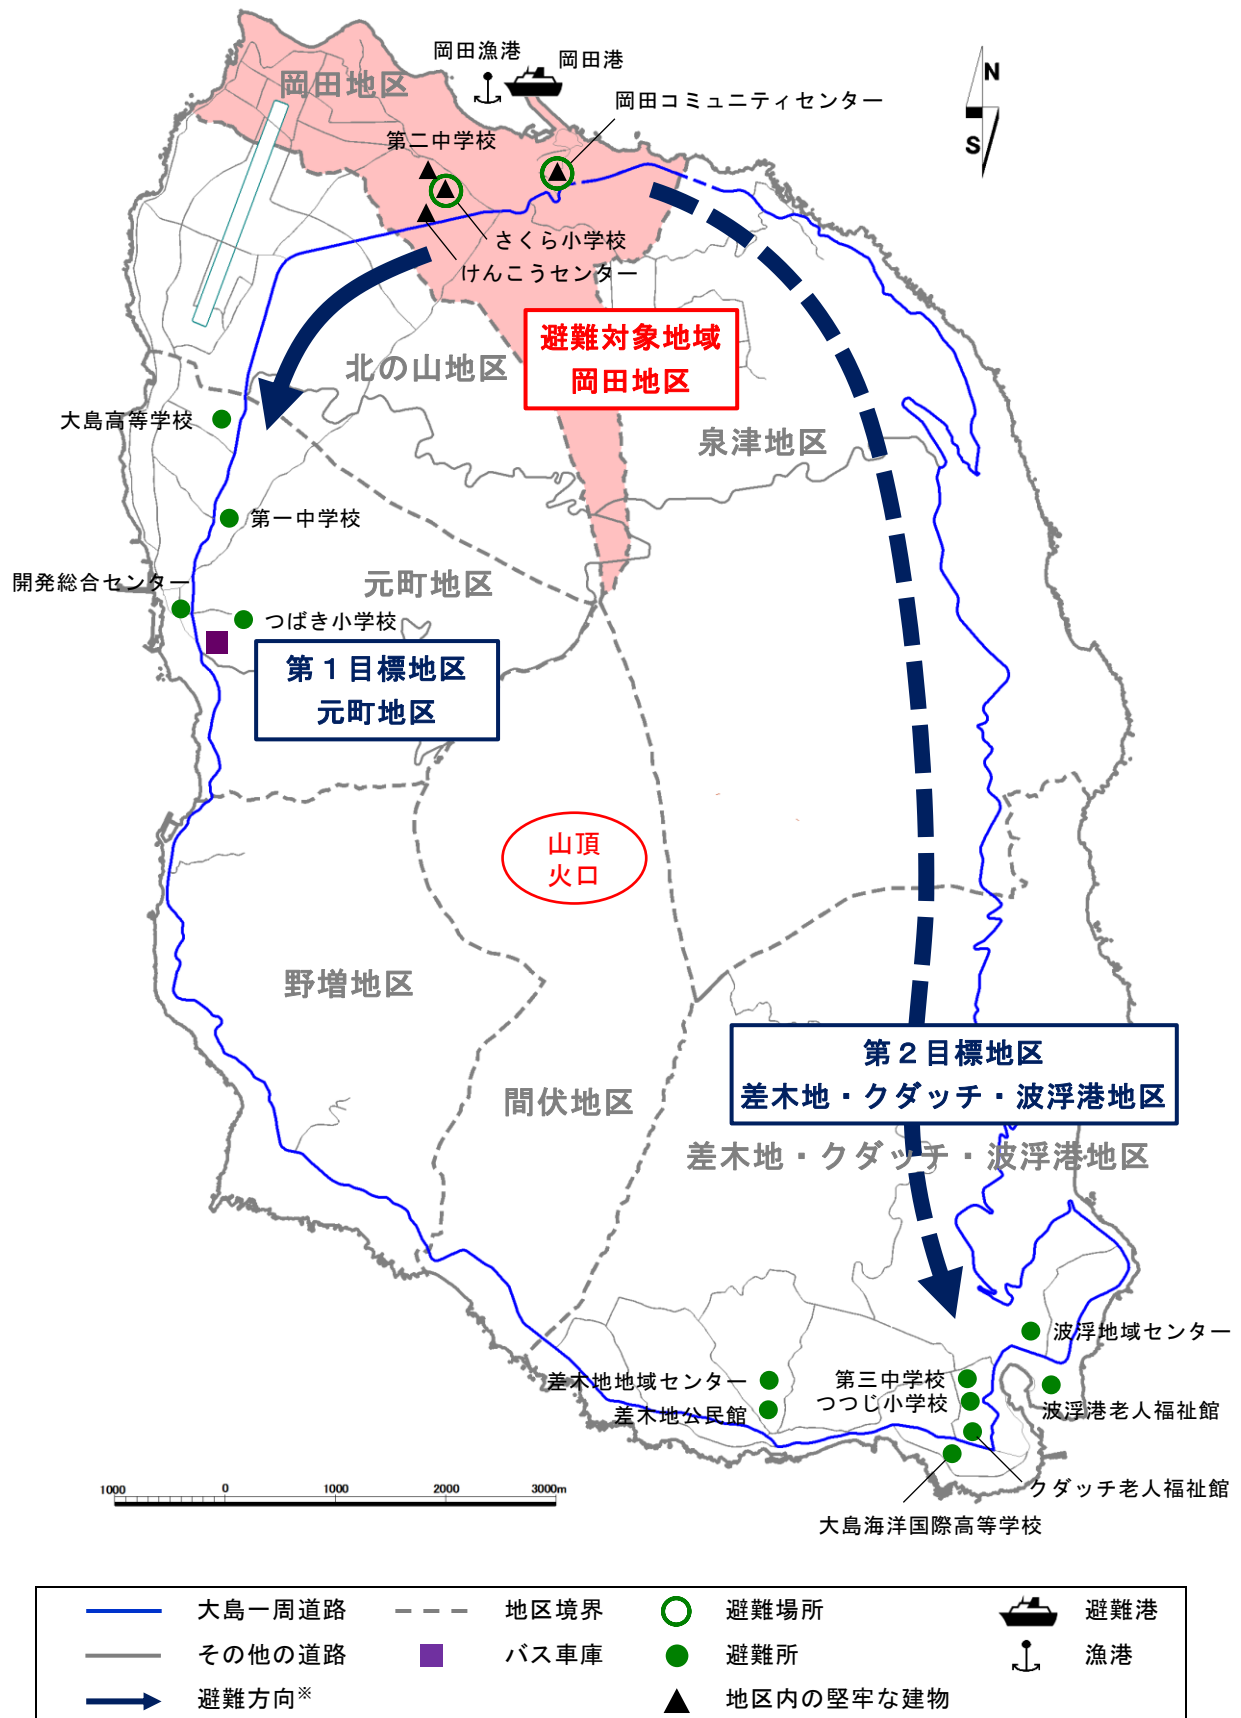 岡田漁港
岡田港
N
S
岡田地区
岡田コミュニティセンター
第二中学校
さくら小学校
けんこうセンター
避難対象地域
岡田地区
北の山地区
大島高等学校
泉津地区
第一中学校
開発総合センター
元町地区
つばき小学校
第１目標地区
元町地区
山頂
火口
野増地区
間伏地区
第２目標地区
差木地・クダッチ・波浮港地区
差木地・クダッチ・波浮港地区
波浮地域センター
差木地地域センター
第三中学校
つつじ小学校
差木地公民館
波浮港老人福祉館
クダッチ老人福祉館
大島海洋国際高等学校
1000 0 1000 2000 3000m
大島一周道路 地区境界 避難場所 避難港
その他の道路 バス車庫 避難所 漁港
避難方向※ 地区内の堅牢な建物